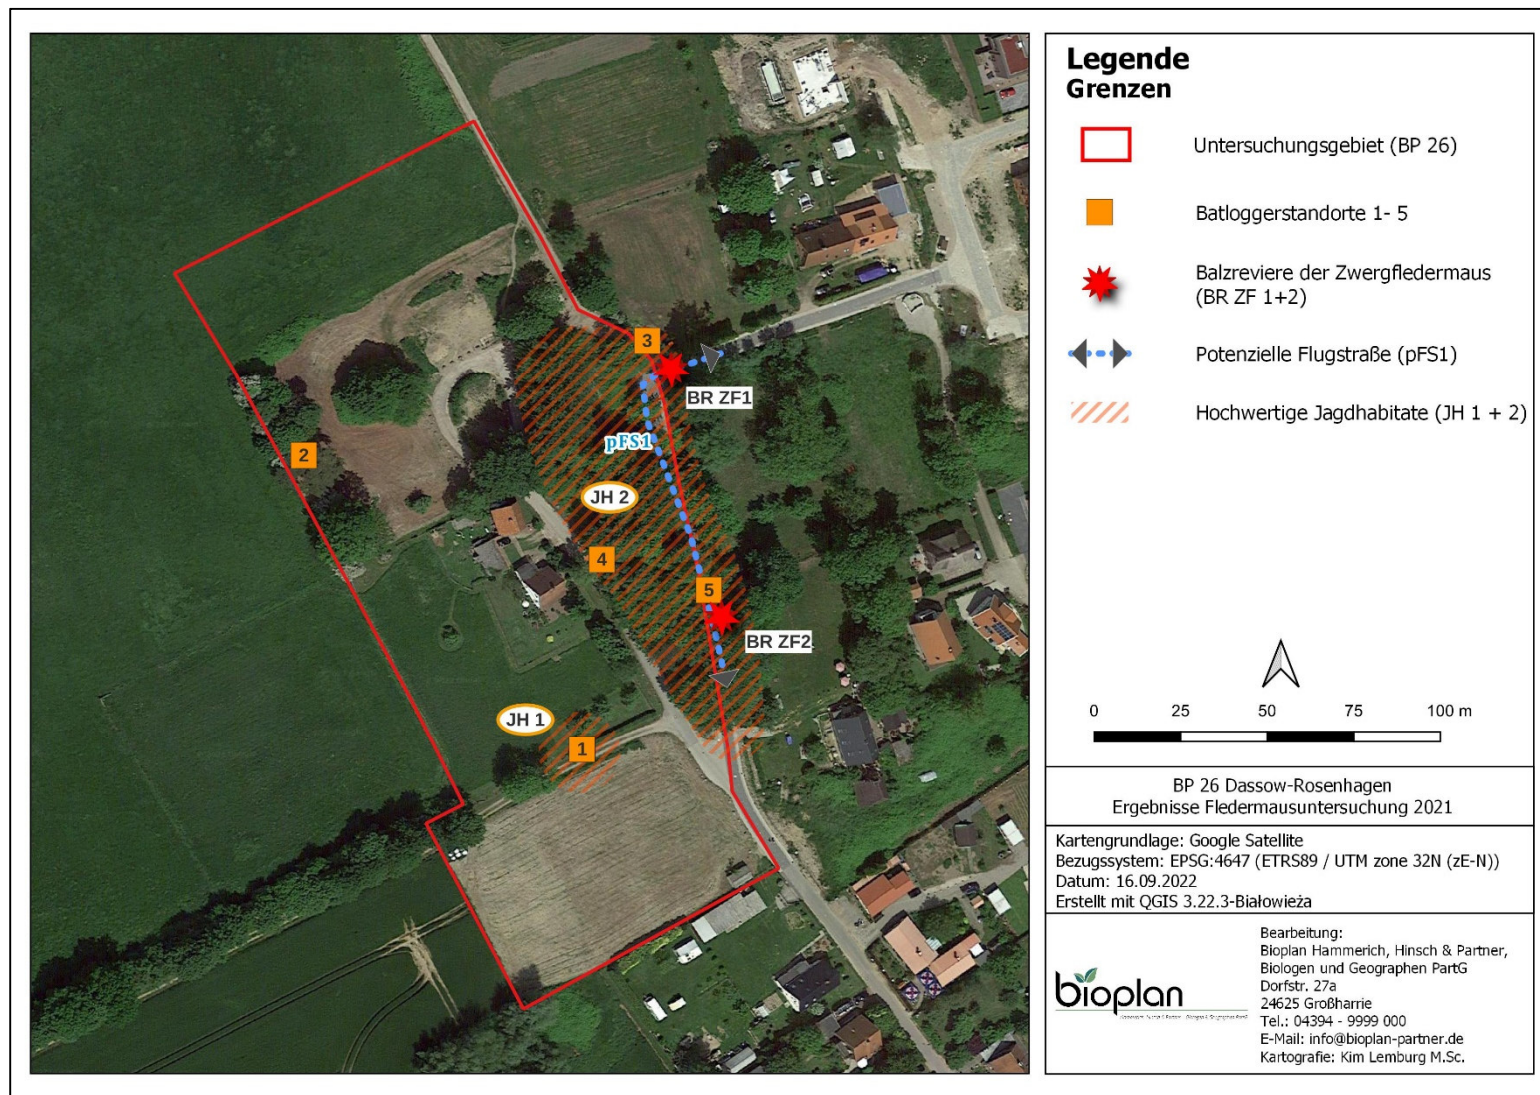 3
BR ZF1
pFS1
2
JH 2
4
5
BR ZF2
JH 1
1
Legende
Grenzen
Untersuchungsgebiet (BP 26)
Batloggerstandorte 1- 5
Balzreviere der Zwergfledermaus
(BR ZF 1+2)
Potenzielle Flugstraße (pFS1)
Hochwertige Jagdhabitate (JH 1 + 2)
0 25 50 75 100 m
BP 26 Dassow-Rosenhagen
Ergebnisse Fledermausuntersuchung 2021
Kartengrundlage: Google Satellite
Bezugssystem: EPSG:4647 (ETRS89 / UTM zone 32N (zE-N))
Datum: 16.09.2022
Erstellt mit QGIS 3.22.3-Białowieża
bioplan
Bearbeitung:
Bioplan Hammerich, Hinsch & Partner,
Biologen und Geographen PartG
Dorfstr. 27a
24625 Großharrie
Tel.: 04394 - 9999 000
E-Mail: info@bioplan-partner.de
Kartografie: Kim Lemburg M.Sc.